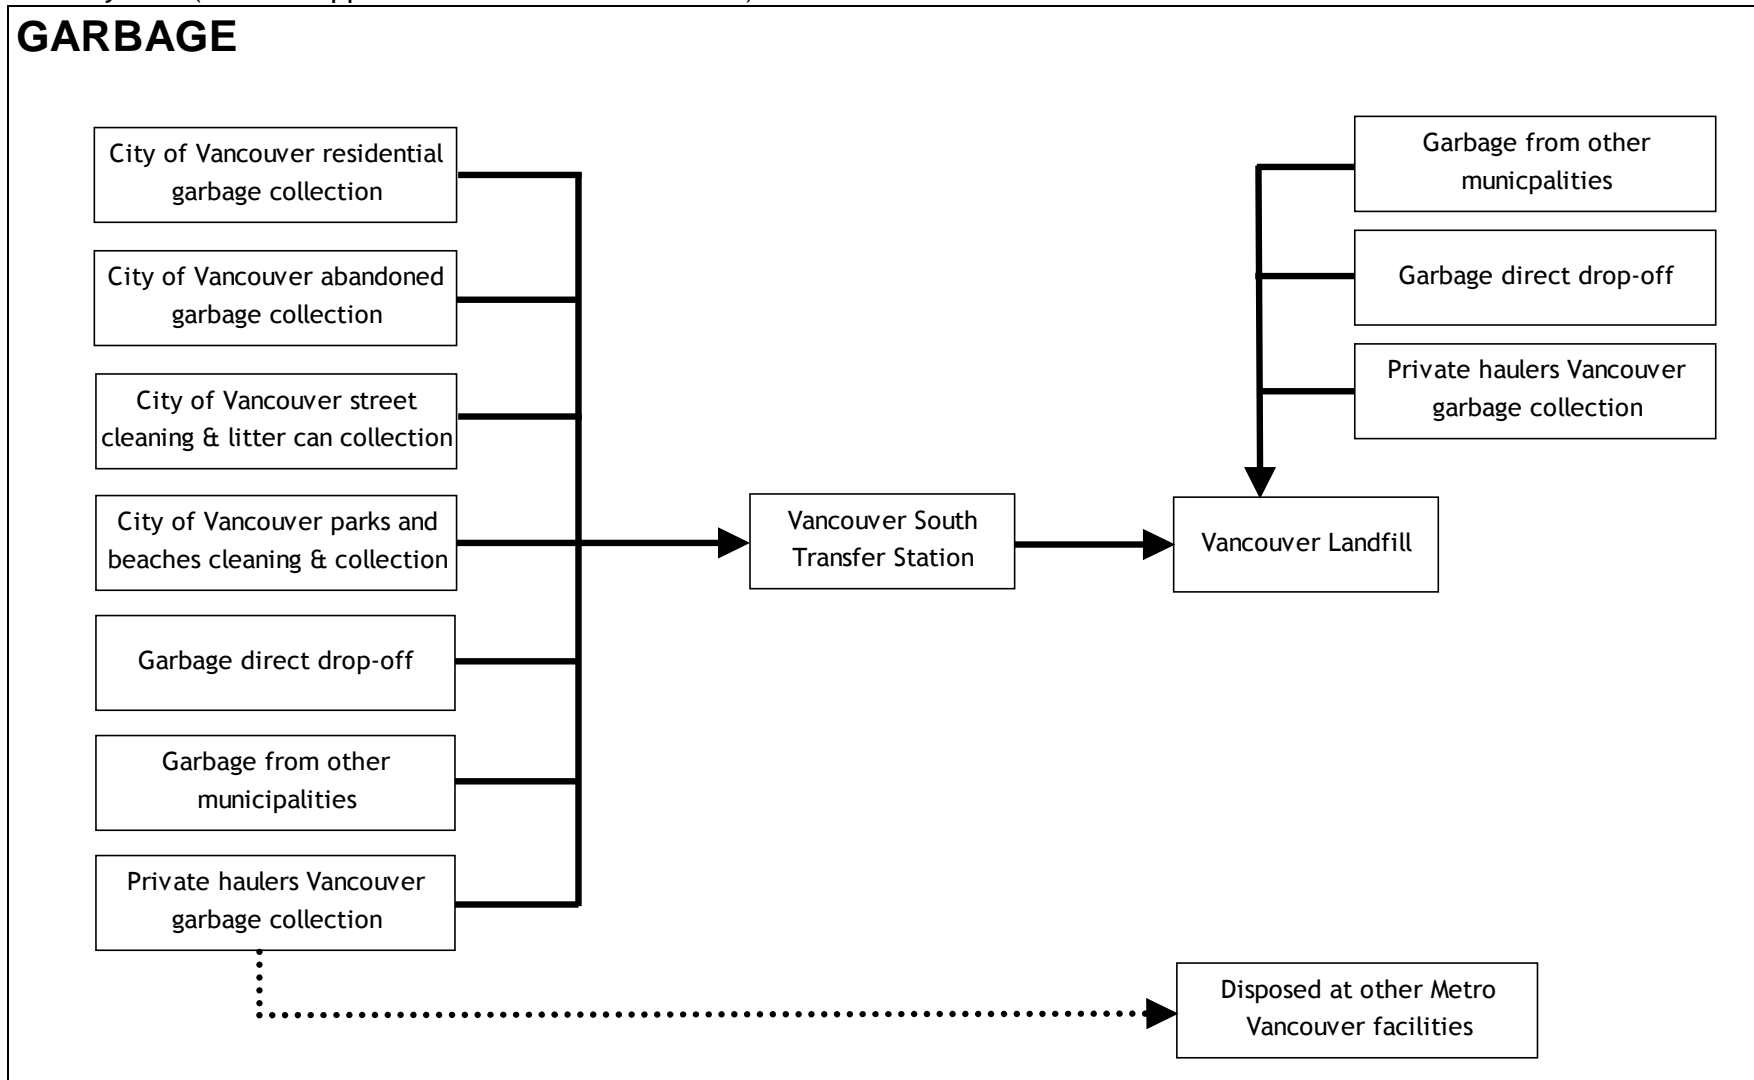 GARBAGE
City of Vancouver residential
garbage collection
City of Vancouver abandoned
garbage collection
City of Vancouver street
cleaning & litter can collection
City of Vancouver parks and
beaches cleaning & collection
Garbage direct drop-off
Garbage from other
municipalities
Private haulers Vancouver
garbage collection
Vancouver South
Transfer Station
Vancouver Landfill
Garbage from other
municpalities
Garbage direct drop-off
Private haulers Vancouver
garbage collection
Disposed at other Metro
Vancouver facilities